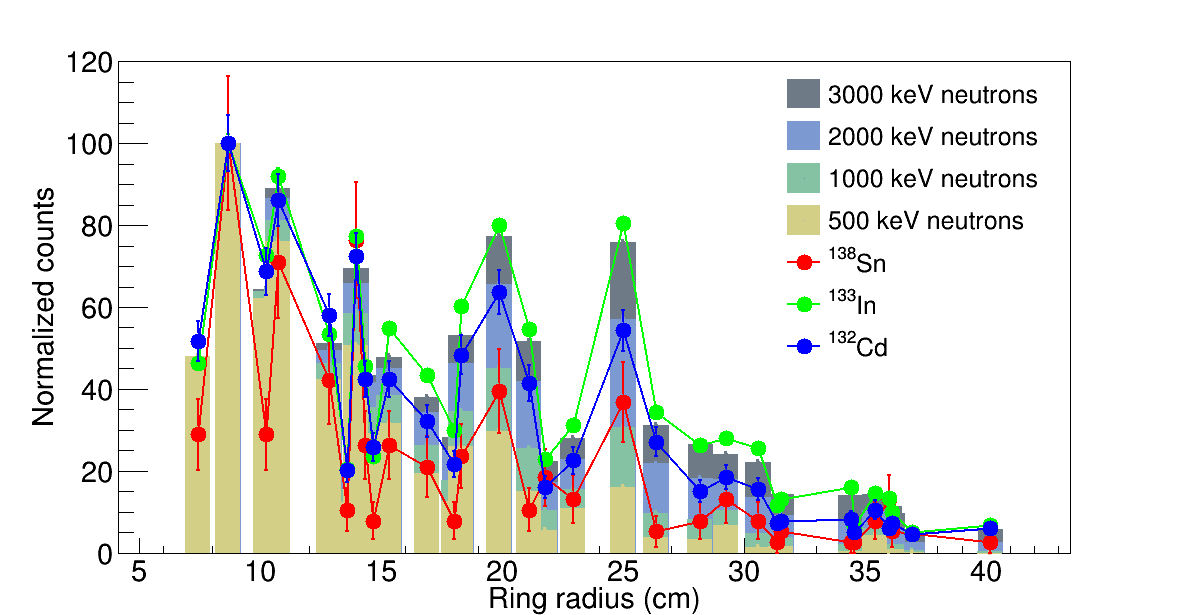 120
100
80
60
40
20
0
Normalized counts
3000 keV neutrons
2000 keV neutrons
1000 keV neutrons
500 keV neutrons
¹³⁸Sn
¹³³In
¹³²Cd
5 10 15 20 25 30 35 40
Ring radius (cm)